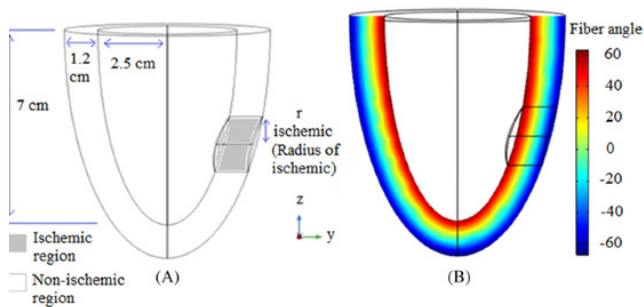 1.2
cm
2.5 cm
7 cm
r
ischemic
(Radius of
ischemic)
z
y
Ischemic
region
Non-ischemic
region
(A)
Fiber angle
60
40
20
0
-20
-40
-60
(B)